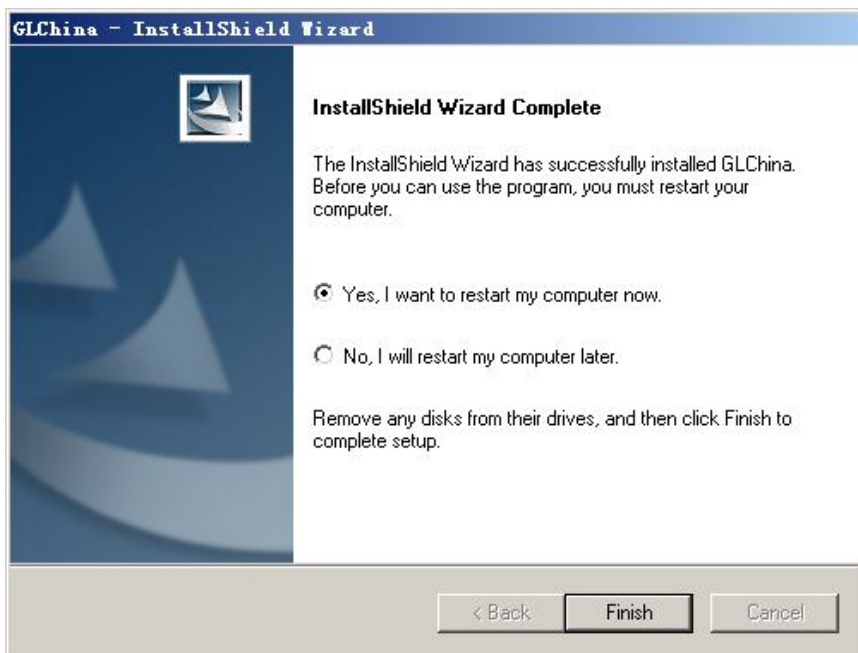 GLChina - InstallShield Wizard
InstallShield Wizard Complete
The InstallShield Wizard has successfully installed GLChina.
Before you can use the program, you must restart your
computer.
Yes, I want to restart my computer now.
No, I will restart my computer later.
Remove any disks from their drives, and then click Finish to
complete setup.
< Back Finish Cancel